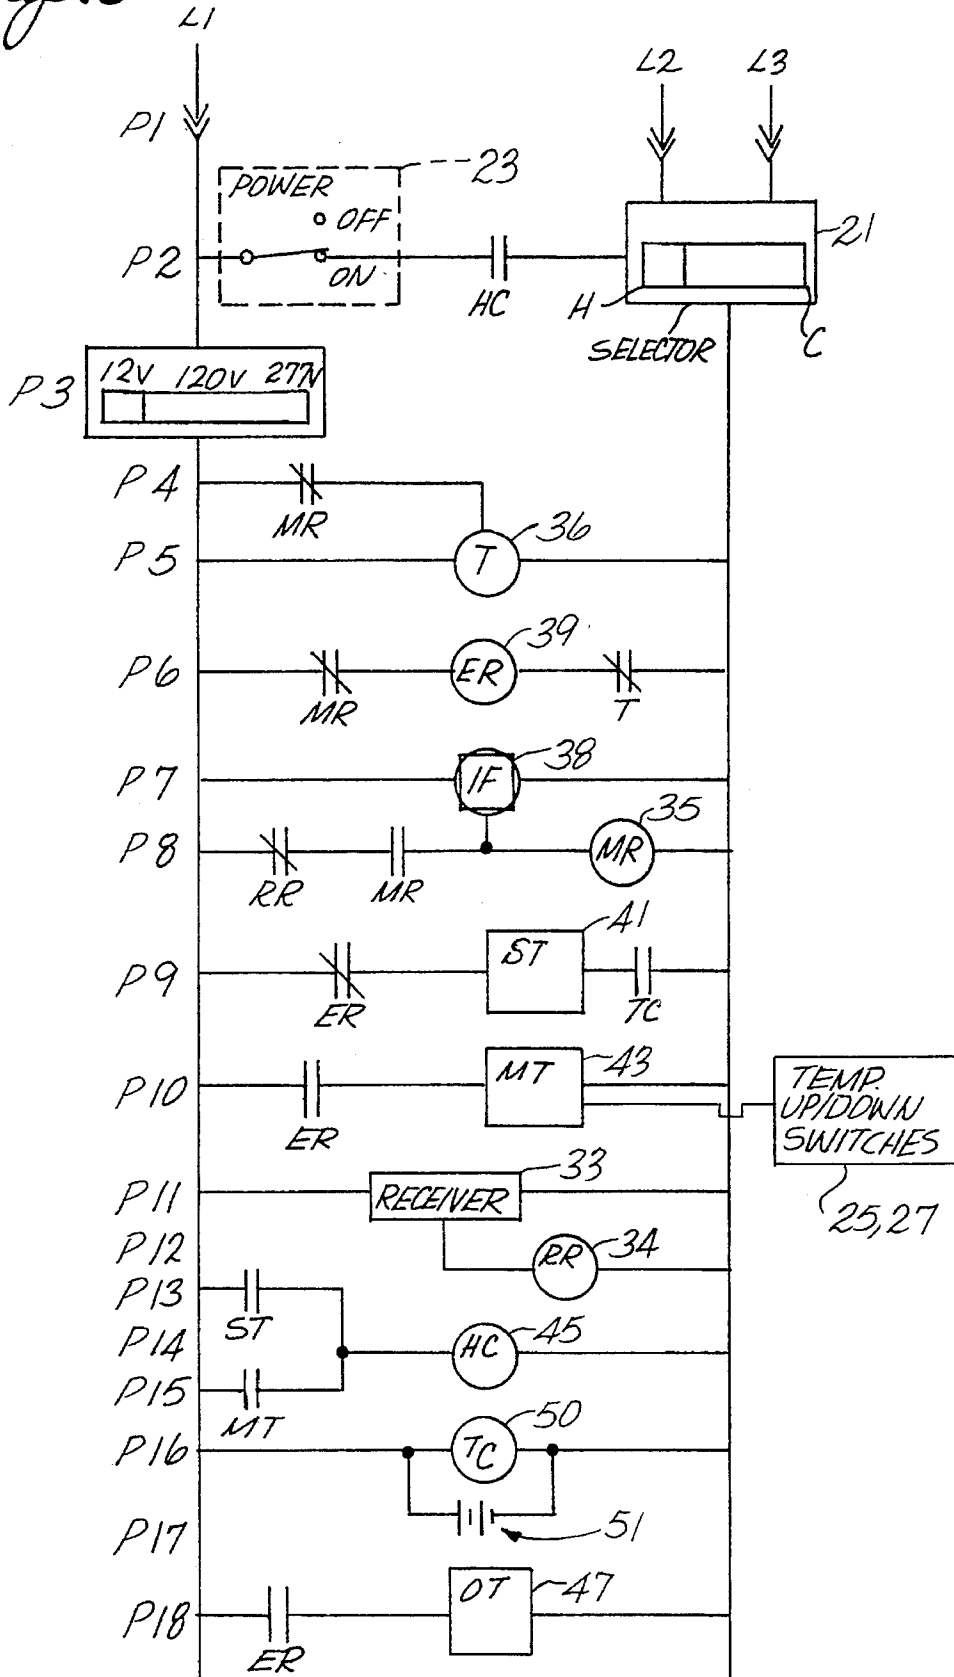 L1
L2 L3
P1
23
POWER
OFF
21
P2
ON
HC
H
SELECTOR
C
12V 120V 277V
P3
P4
MR
36
P5
T
39
P6
ER
MR
T
38
P7
IF
35
P8
MR
RR
MR
41
ST
P9
ER
TC
43
MT
P10
TEMP.
UP/DOWN
SWITCHES
ER
33
P11
RECEIVER
25,27
P12
RR
34
P13
ST
45
P14
HC
P15
MT
50
P16
TC
51
P17
OT
47
P18
ER